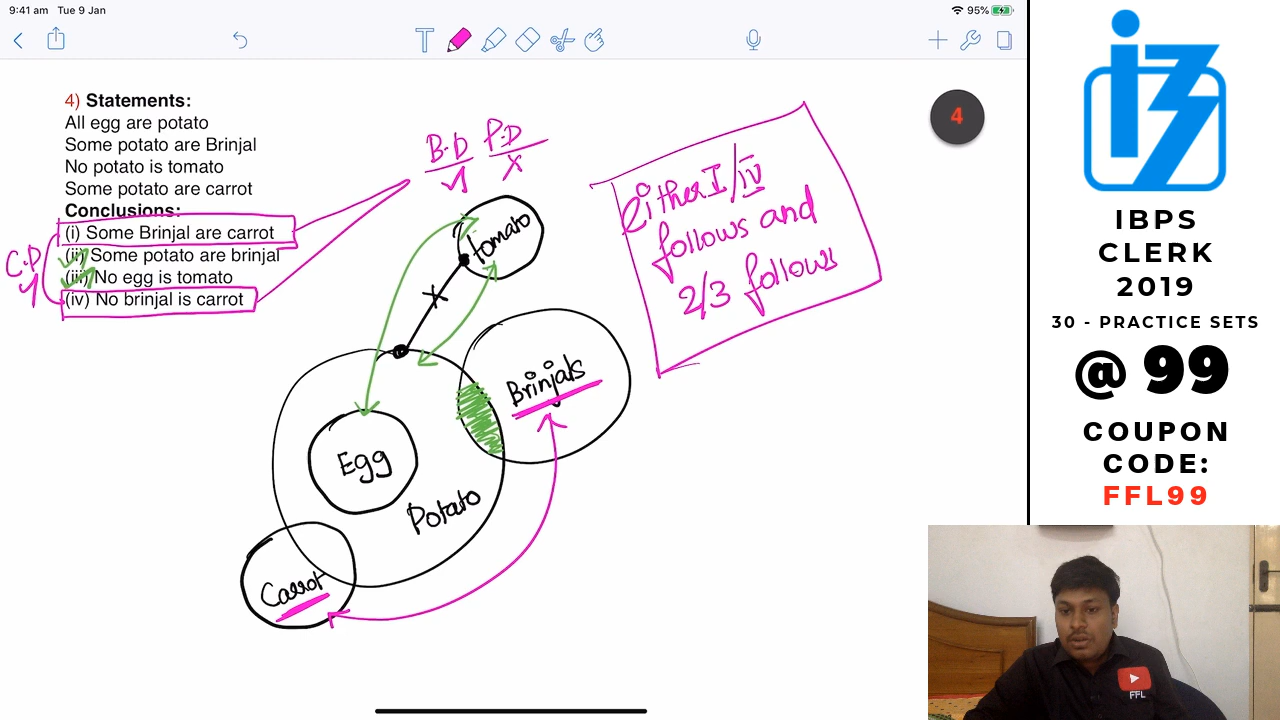 9:41 am Tue 9 Jan
95%
T
4) Statements:
All egg are potato
Some potato are Brinjal
No potato is tomato
Some potato are carrot
Conclusions:
(i) Some Brinjal are carrot
(ii) Some potato are brinjal
(iii) No egg is tomato
(iv) No brinjal is carrot
C.D
B.D P.D
✓ X
4
either I/IV
follows and
2/3 follows
tomato
X
Brinjals
Egg
Potato
Carrot
IBPS
CLERK
2019
30 - PRACTICE SETS
@ 99
COUPON
CODE:
FFL99
FFL